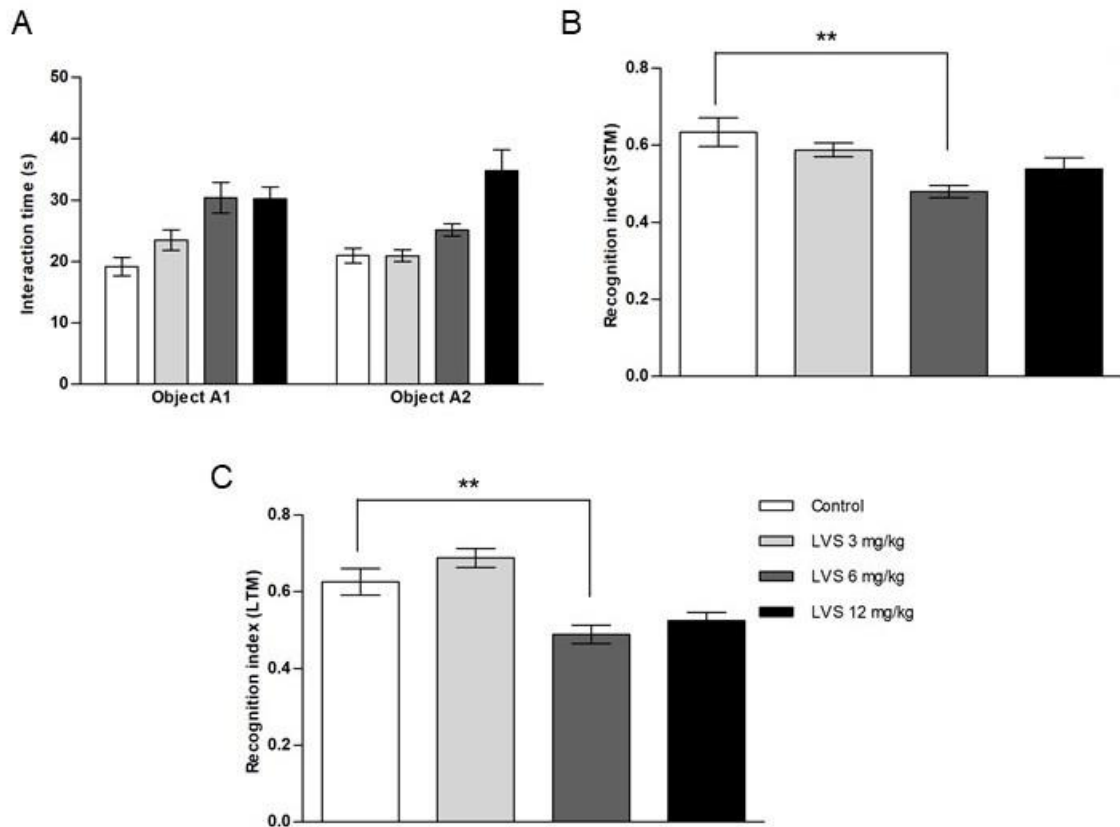 A
Interaction time (s)
50
40
30
20
10
0
Object A1 Object A2
B
**
Recognition index (STM)
0.8
0.6
0.4
0.2
0.0
C
**
Recognition index (LTM)
0.8
0.6
0.4
0.2
0.0
Control
LVS 3 mg/kg
LVS 6 mg/kg
LVS 12 mg/kg